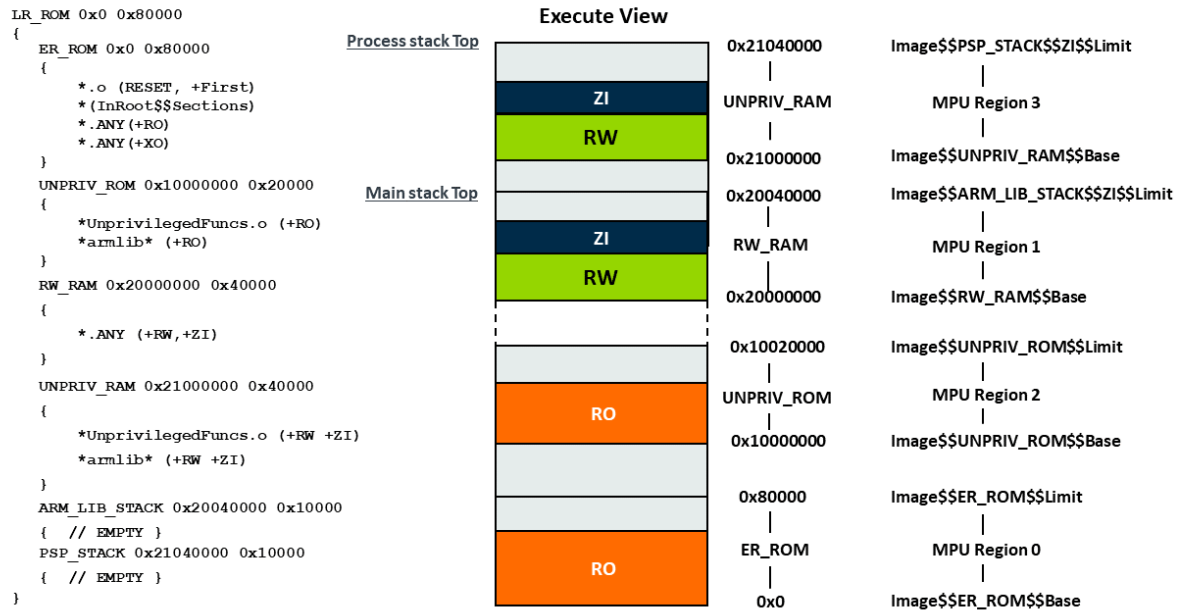 LR_ROM 0x0 0x80000
{
ER_ROM 0x0 0x80000
{
*.o (RESET, +First)
*(InRoot$$Sections)
*.ANY(+RO)
*.ANY(+XO)
}
UNPRIV_ROM 0x10000000 0x20000
{
*UnprivilegedFuncs.o (+RO)
*armlib* (+RO)
}
RW_RAM 0x20000000 0x40000
{
*.ANY (+RW,+ZI)
}
UNPRIV_RAM 0x21000000 0x40000
{
*UnprivilegedFuncs.o (+RW +ZI)
*armlib* (+RW +ZI)
}
ARM_LIB_STACK 0x20040000 0x10000
{ // EMPTY }
PSP_STACK 0x21040000 0x10000
{ // EMPTY }
}
Execute View
Process stack Top
ZI
RW
Main stack Top
ZI
RW
RO
RO
0x21040000
UNPRIV_RAM
0x21000000
0x20040000
RW_RAM
0x20000000
0x10020000
UNPRIV_ROM
0x10000000
0x80000
ER_ROM
0x0
Image$$PSP_STACK$$ZI$$Limit
MPU Region 3
Image$$UNPRIV_RAM$$Base
Image$$ARM_LIB_STACK$$ZI$$Limit
MPU Region 1
Image$$RW_RAM$$Base
Image$$UNPRIV_ROM$$Limit
MPU Region 2
Image$$UNPRIV_ROM$$Base
Image$$ER_ROM$$Limit
MPU Region 0
Image$$ER_ROM$$Base